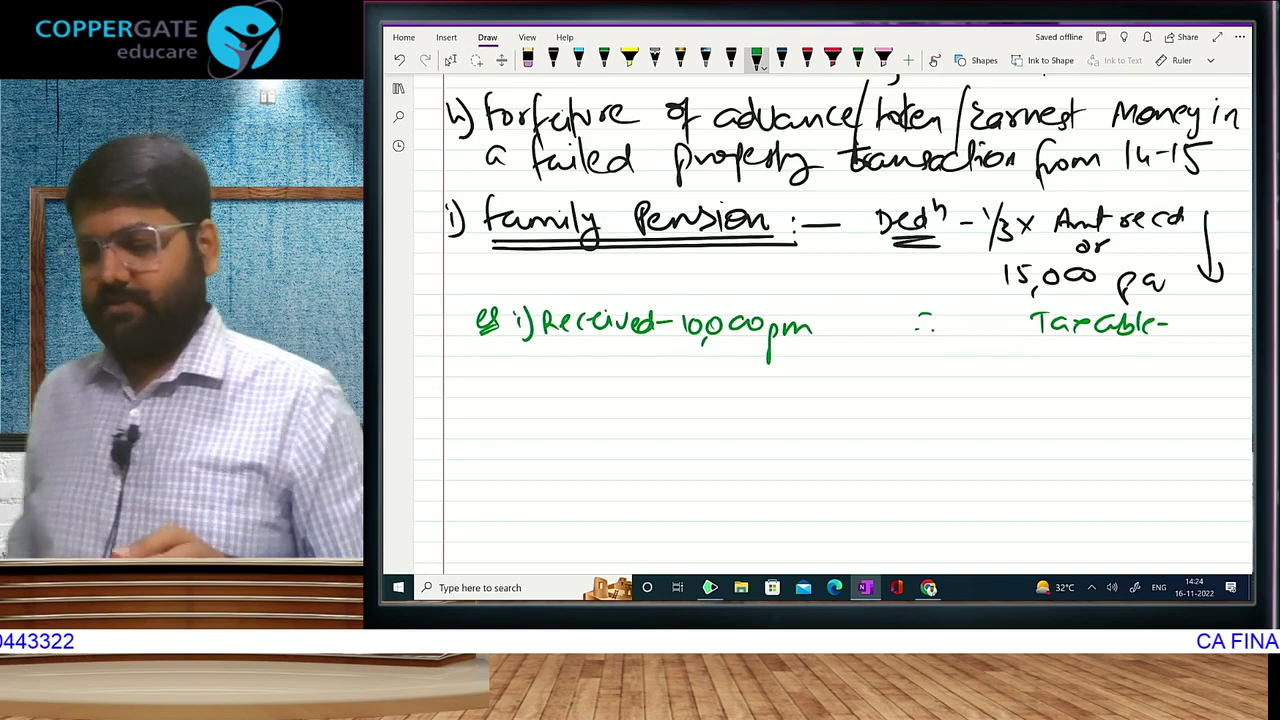 COPPERGATE
educare
Home Insert Draw View Help
Saved offline
Share
Shapes
Ink to Shape
Ink to Text
Ruler
h) Forfeiture of advance/token/Earnest Money in
a failed property transaction from 14-15
i) Family Pension :— Dedⁿ - 1/3 x Amt recd
or
15,000 pa
eg i) Received - 10,000 pm ∴ Taxable -
Type here to search
32°C
ENG
14:24
16-11-2022
0443322
CA FINA